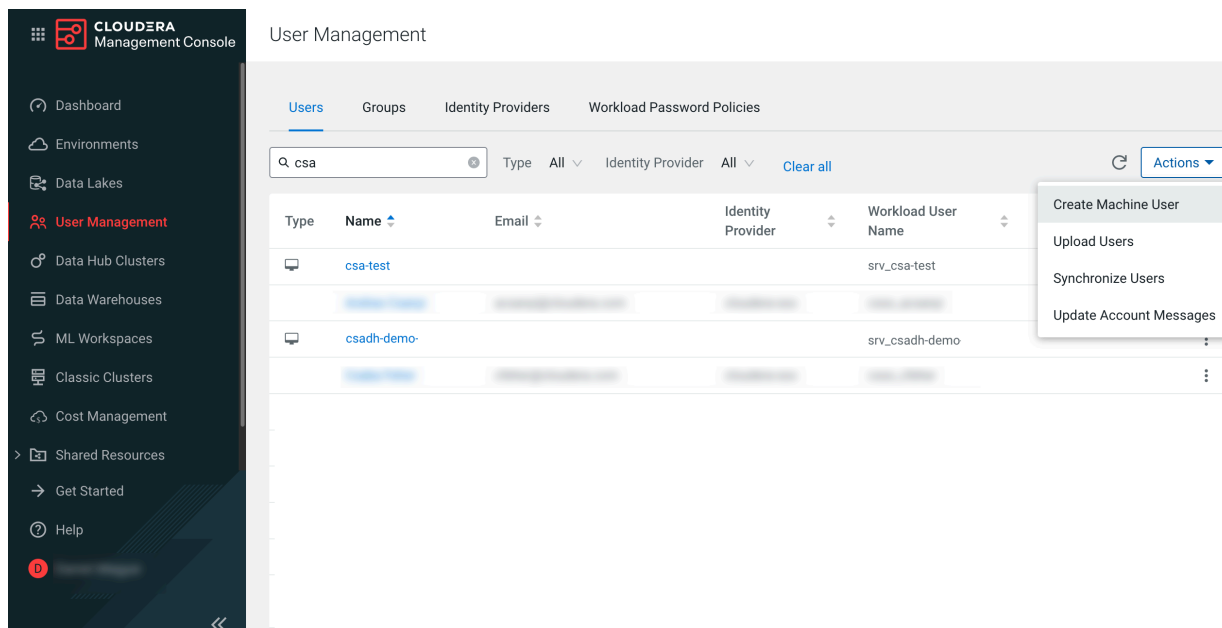 CLOUDERA
Management Console
User Management
Dashboard
Environments
Data Lakes
User Management
Data Hub Clusters
Data Warehouses
ML Workspaces
Classic Clusters
Cost Management
Shared Resources
Get Started
Help
D
Users Groups Identity Providers Workload Password Policies
csa Type All Identity Provider All Clear all Actions
Create Machine User
Upload Users
Synchronize Users
Update Account Messages
Type Name Email Identity Provider Workload User Name
csa-test srv_csa-test
csadh-demo- srv_csadh-demo-